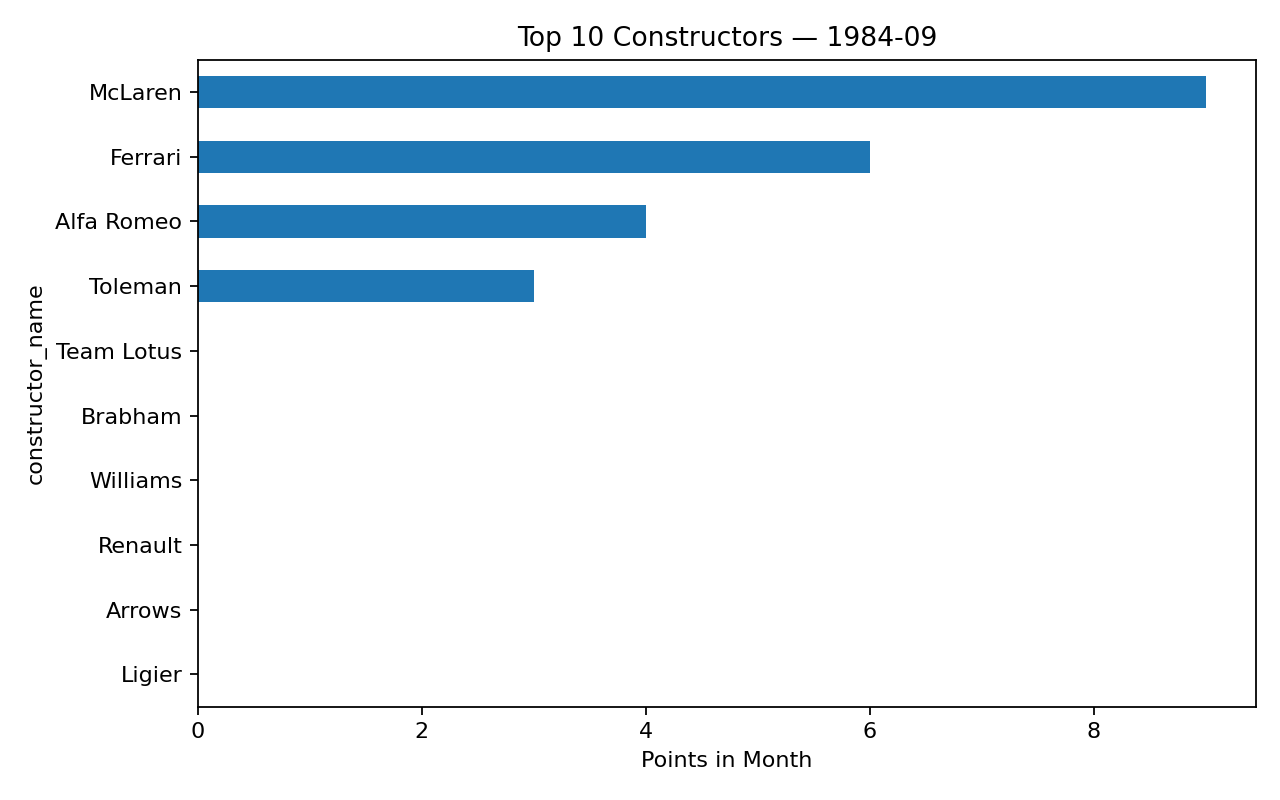 Top 10 Constructors — 1984-09
McLaren
Ferrari
Alfa Romeo
Toleman
Team Lotus
Brabham
Williams
Renault
Arrows
Ligier
constructor_name
0 2 4 6 8
Points in Month